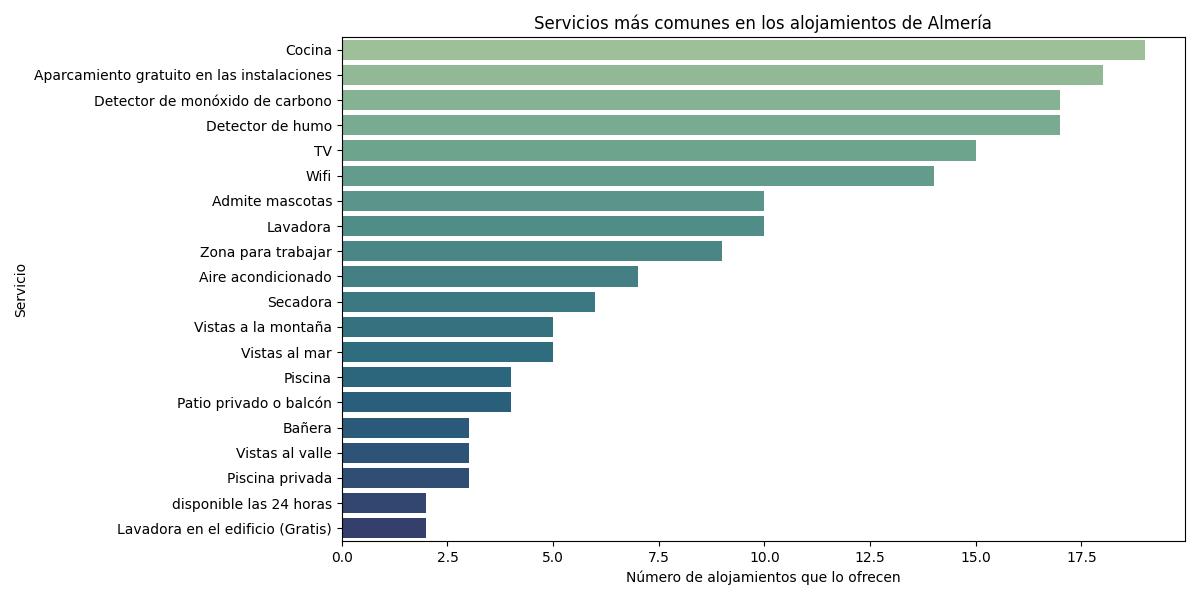 Servicios más comunes en los alojamientos de Almería
Cocina
Aparcamiento gratuito en las instalaciones
Detector de monóxido de carbono
Detector de humo
TV
Wifi
Admite mascotas
Lavadora
Zona para trabajar
Aire acondicionado
Secadora
Vistas a la montaña
Vistas al mar
Piscina
Patio privado o balcón
Bañera
Vistas al valle
Piscina privada
disponible las 24 horas
Lavadora en el edificio (Gratis)
Servicio
0.0 2.5 5.0 7.5 10.0 12.5 15.0 17.5
Número de alojamientos que lo ofrecen